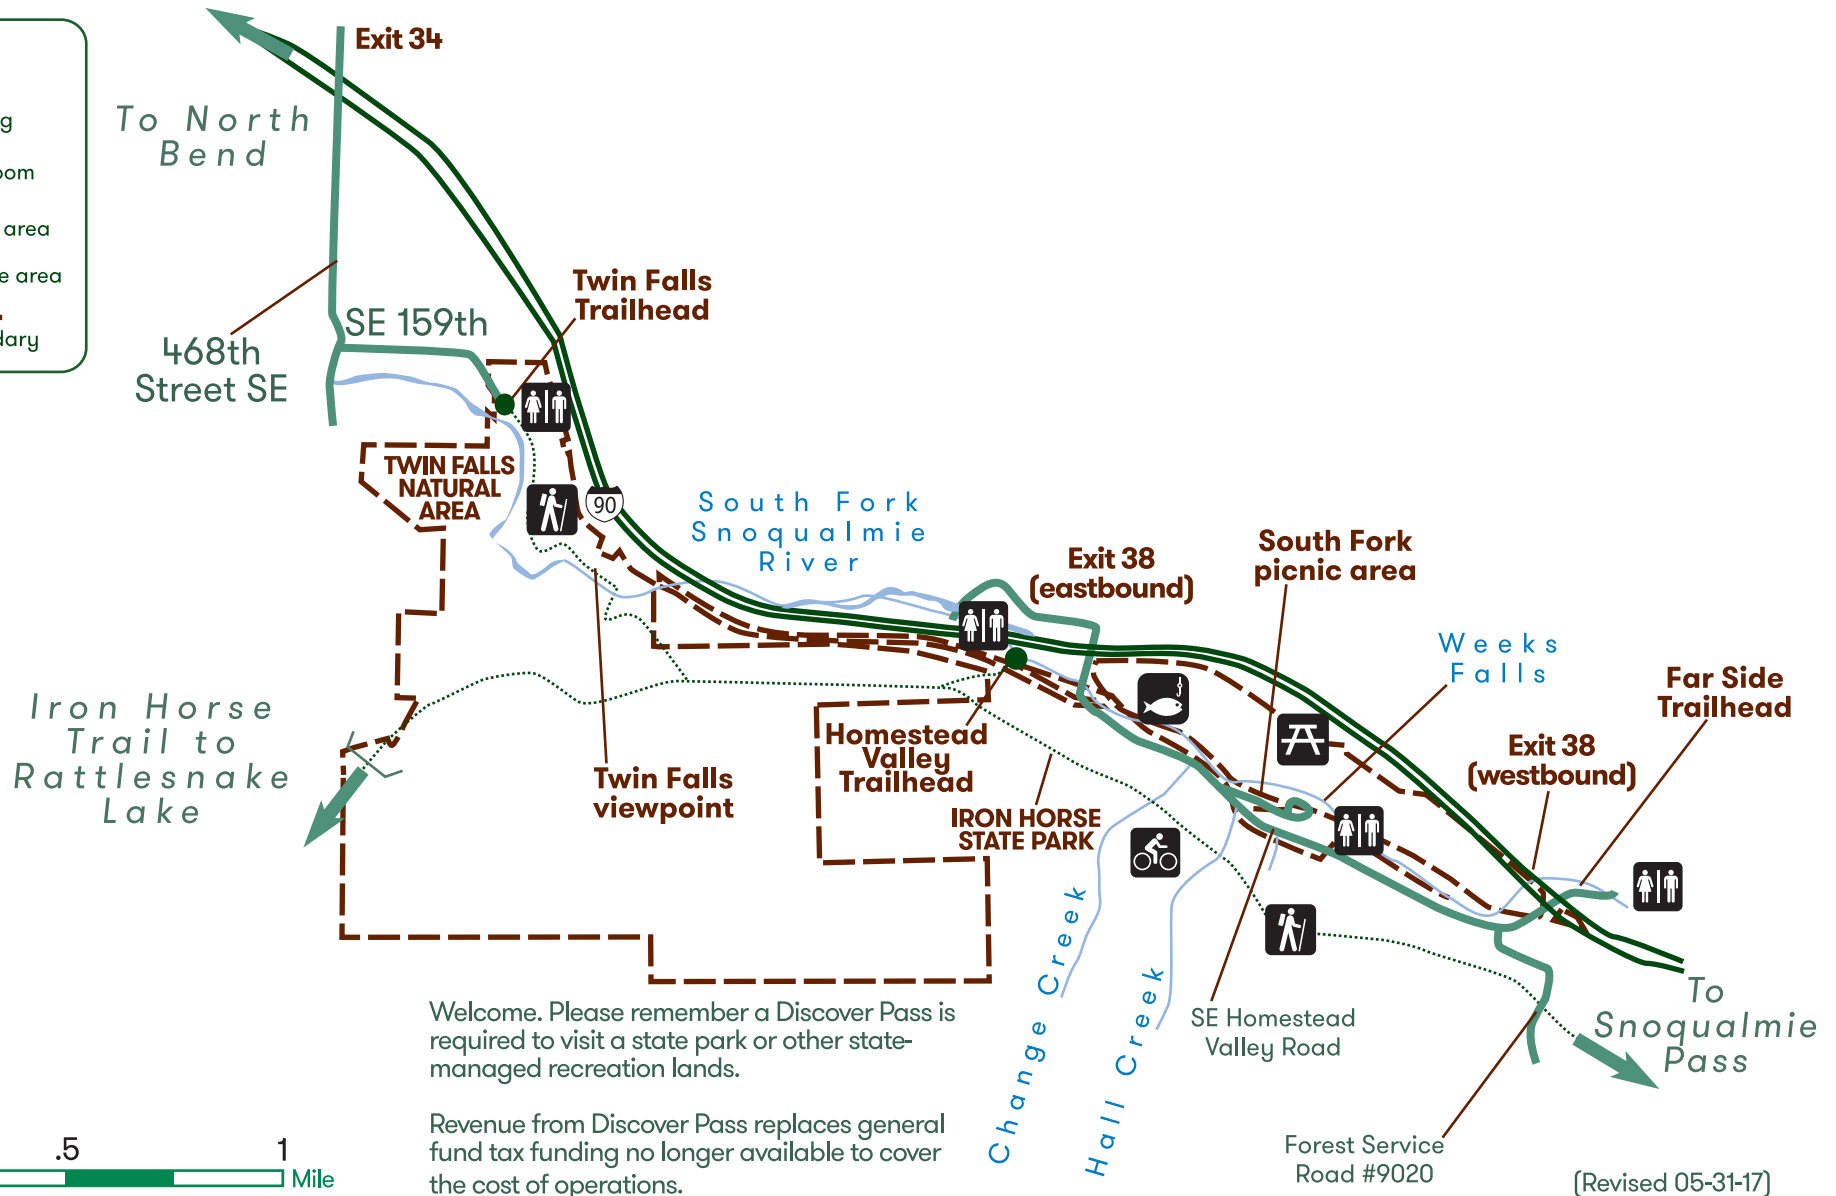 Exit 34
g
oom
area
e area
dary
To North
Bend
Twin Falls
Trailhead
SE 159th
468th
Street SE
TWIN FALLS
NATURAL
AREA
90
South Fork
Snoqualmie
River
Exit 38
(eastbound)
South Fork
picnic area
Weeks
Falls
Far Side
Trailhead
Exit 38
(westbound)
Iron Horse
Trail to
Rattlesnake
Lake
Twin Falls
viewpoint
Homestead
Valley
Trailhead
IRON HORSE
STATE PARK
Change Creek
Hall Creek
SE Homestead
Valley Road
To
Snoqualmie
Pass
Forest Service
Road #9020
Welcome. Please remember a Discover Pass is
required to visit a state park or other state-
managed recreation lands.
Revenue from Discover Pass replaces general
fund tax funding no longer available to cover
the cost of operations.
.5 1
Mile
(Revised 05-31-17)